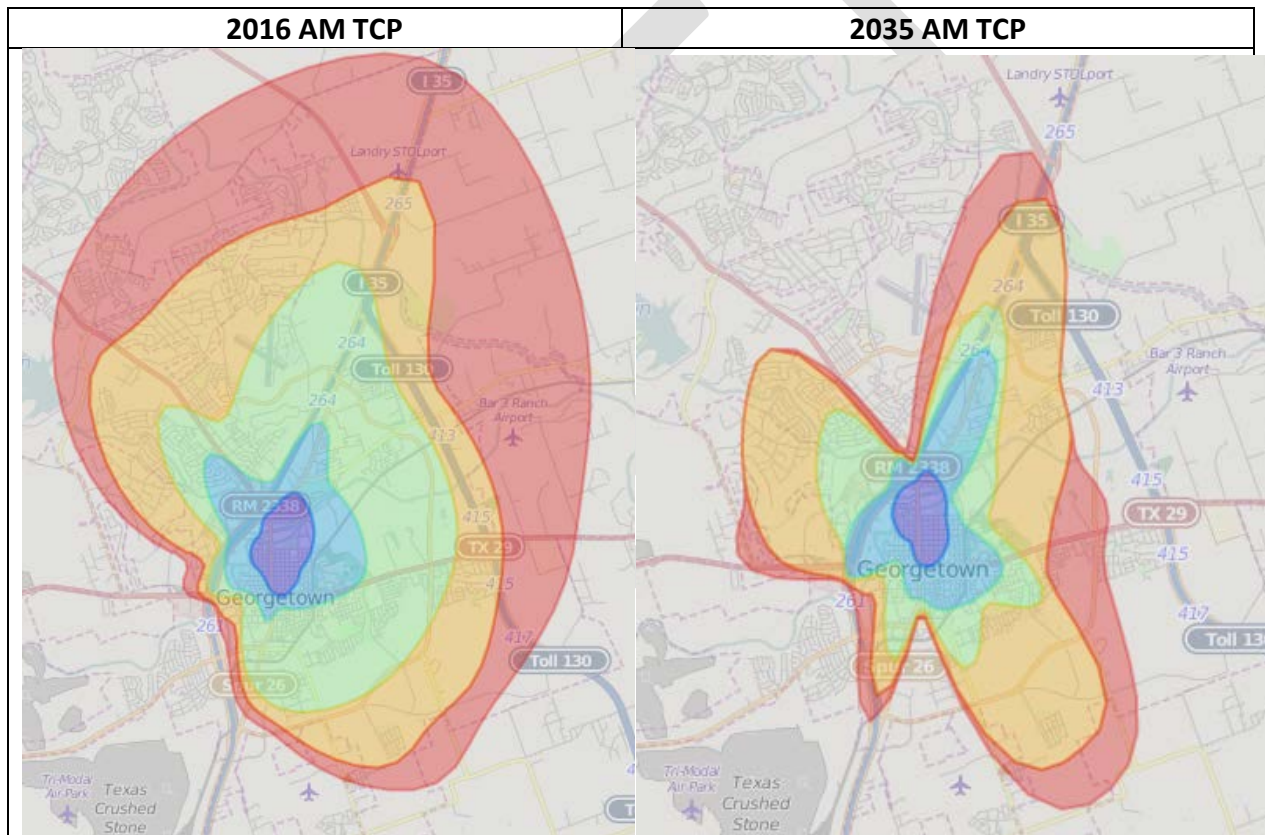 2016 AM TCP
2035 AM TCP
I 35
Landry STOLport
265
I 35
264
Toll 130
264
Bar 3 Ranch
Airport
413
RM 2338
415
TX 29
Georgetown
415
261
417
Toll 130
Spur 26
Tri-Modal
Air-Park
Texas
Crushed
Stone
4
T
Landry STOLport
265
I 35
264
Toll 130
264
Bar 3 Ranch
Airport
413
RM 2338
415
TX 29
415
Georgetown
261
417
Toll 13
Spur 26
Tri-Modal
Air-Park
Texas
Crushed
Stone